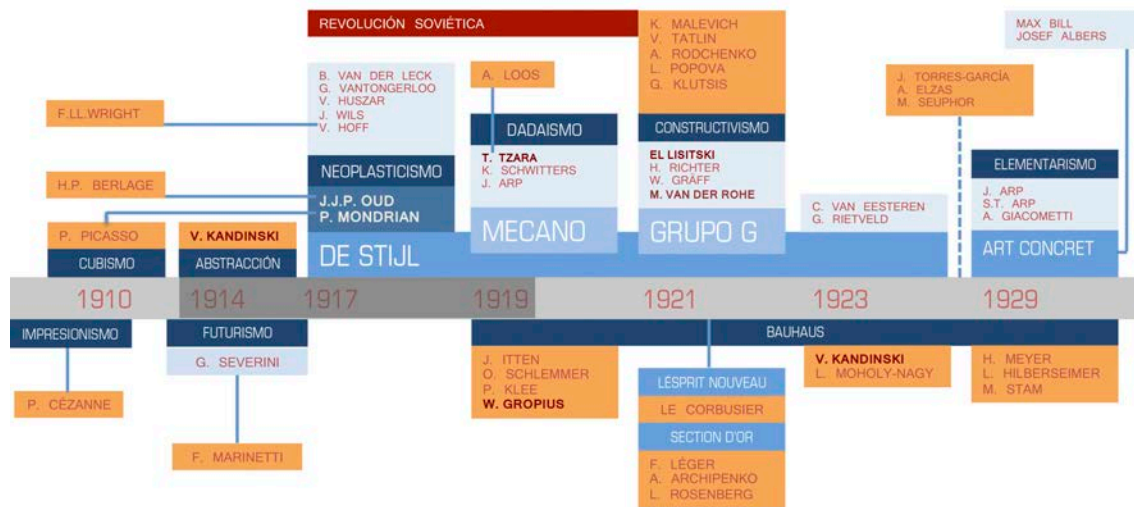 REVOLUCIÓN SOVIÉTICA
K. MALEVICH
V. TATLIN
A. RODCHENKO
L. POPOVA
G. KLUTSIS
MAX BILL
JOSEF ALBERS
F.LL.WRIGHT
B. VAN DER LECK
G. VANTONGERLOO
V. HUSZAR
J. WILS
V. HOFF
A. LOOS
J. TORRES-GARCÍA
A. ELZAS
M. SEUPHOR
DADAISMO
CONSTRUCTIVISMO
H.P. BERLAGE
NEOPLASTICISMO
J.J.P. OUD
P. MONDRIAN
T. TZARA
K. SCHWITTERS
J. ARP
EL LISITSKI
H. RICHTER
W. GRÄFF
M. VAN DER ROHE
ELEMENTARISMO
J. ARP
S.T. ARP
A. GIACOMETTI
C. VAN EESTEREN
G. RIETVELD
P. PICASSO
CUBISMO
V. KANDINSKI
ABSTRACCIÓN
DE STIJL
MECANO
GRUPO G
ART CONCRET
1910
1914
1917
1919
1921
1923
1929
IMPRESIONISMO
P. CÉZANNE
FUTURISMO
G. SEVERINI
F. MARINETTI
BAUHAUS
J. ITTEN
O. SCHLEMMER
P. KLEE
W. GROPIUS
LÉSPRIT NOUVEAU
LE CORBUSIER
SECTION D'OR
F. LÉGER
A. ARCHIPENKO
L. ROSENBERG
V. KANDINSKI
L. MOHOLY-NAGY
H. MEYER
L. HILBERSEIMER
M. STAM